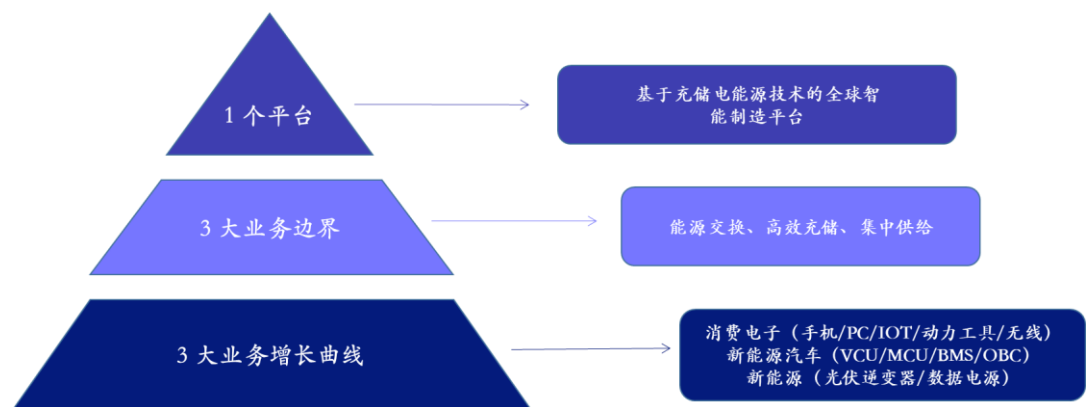 1 个平台
基于充储电能源技术的全球智
能制造平台
3 大业务边界
能源交换、高效充储、集中供给
3 大业务增长曲线
消费电子（手机/PC/IOT/动力工具/无线）
新能源汽车（VCU/MCU/BMS/OBC）
新能源（光伏逆变器/数据电源）